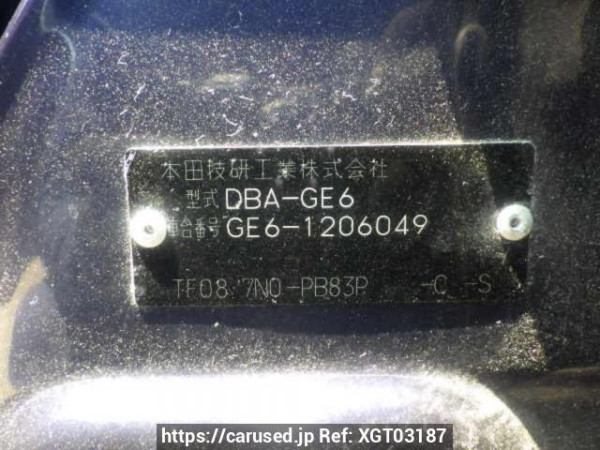 本田技研工業株式会社
型式 DBA-GE6
車台番号 GE6-1206049
7N0-PB83P -C -S
https://carused.jp Ref: XGT03187